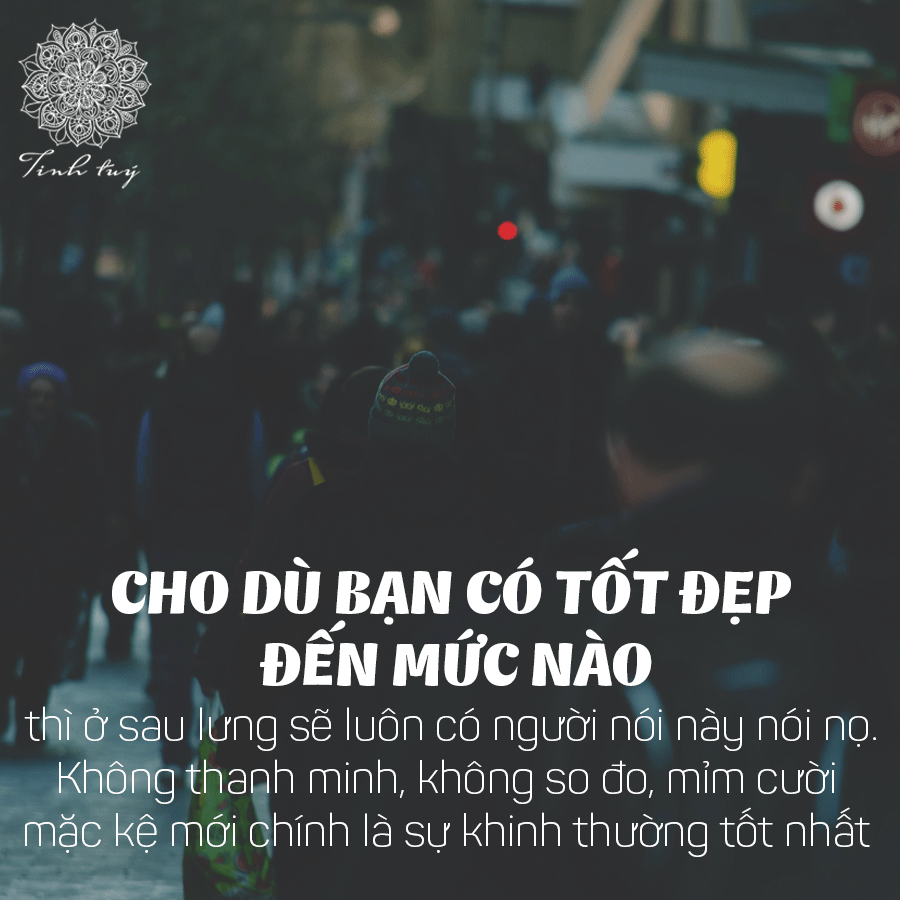 Tinh tuý
CHO DÙ BẠN CÓ TỐT ĐẸP
ĐẾN MỨC NÀO
thì ở sau lưng sẽ luôn có người nói này nói nọ.
Không thanh minh, không so đo, mỉm cười
mặc kệ mới chính là sự khinh thường tốt nhất